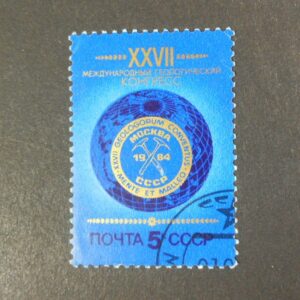 XXVII
МЕЖДУНАРОДНЫЙ ГЕОЛОГИЧЕСКИЙ
КОНГРЕСС
XXVII GEOLOGORUM CONVENTUS
МОСКВА
1984
СССР
MENTE ET MALLEO
ПОЧТА 5к СССР